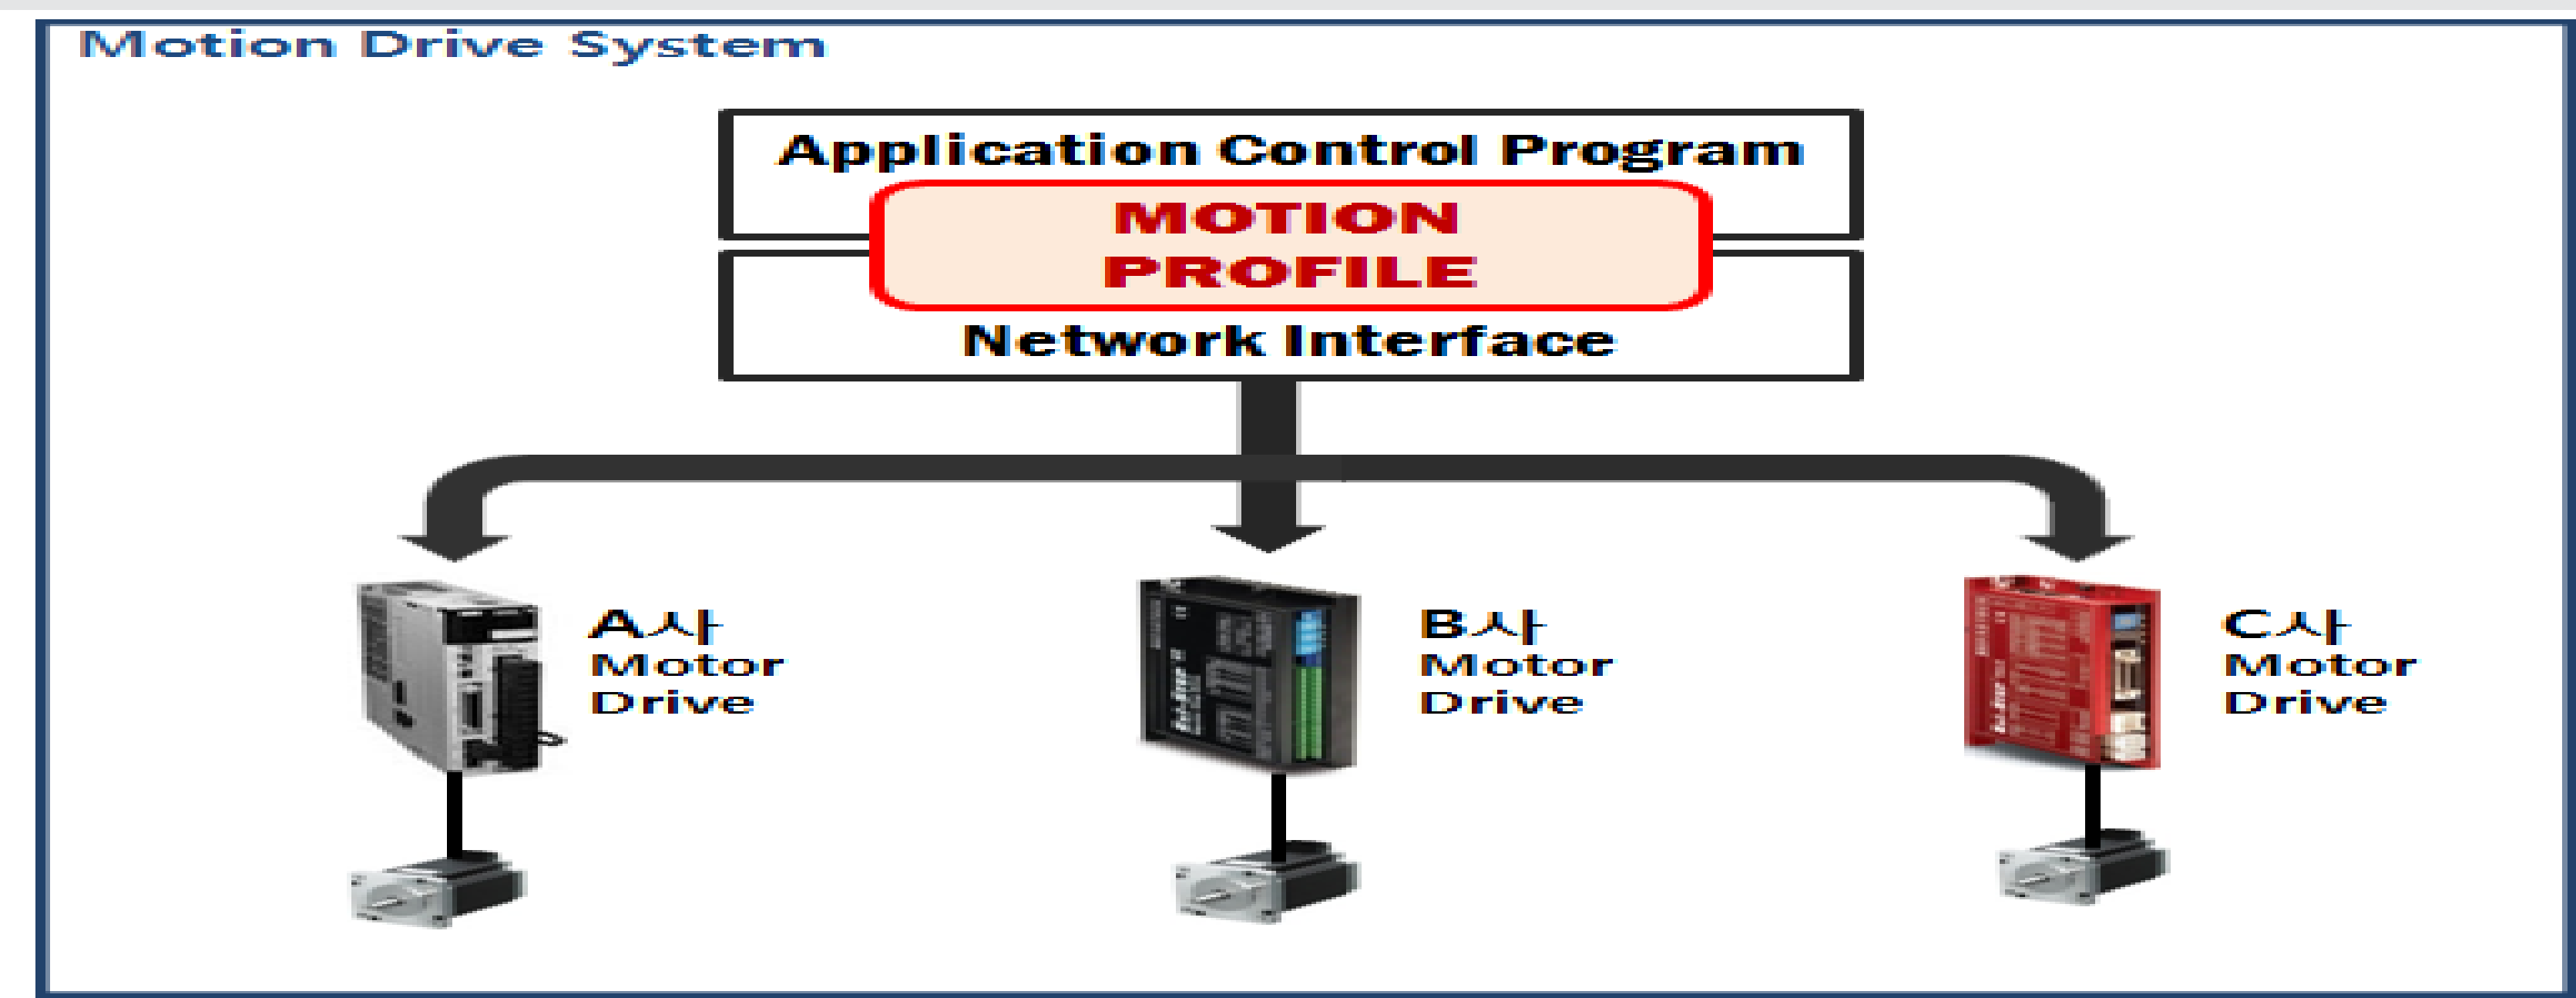 Motion Drive System
Application Control Program
MOTION
PROFILE
Network Interface
A사
Motor
Drive
B사
Motor
Drive
C사
Motor
Drive